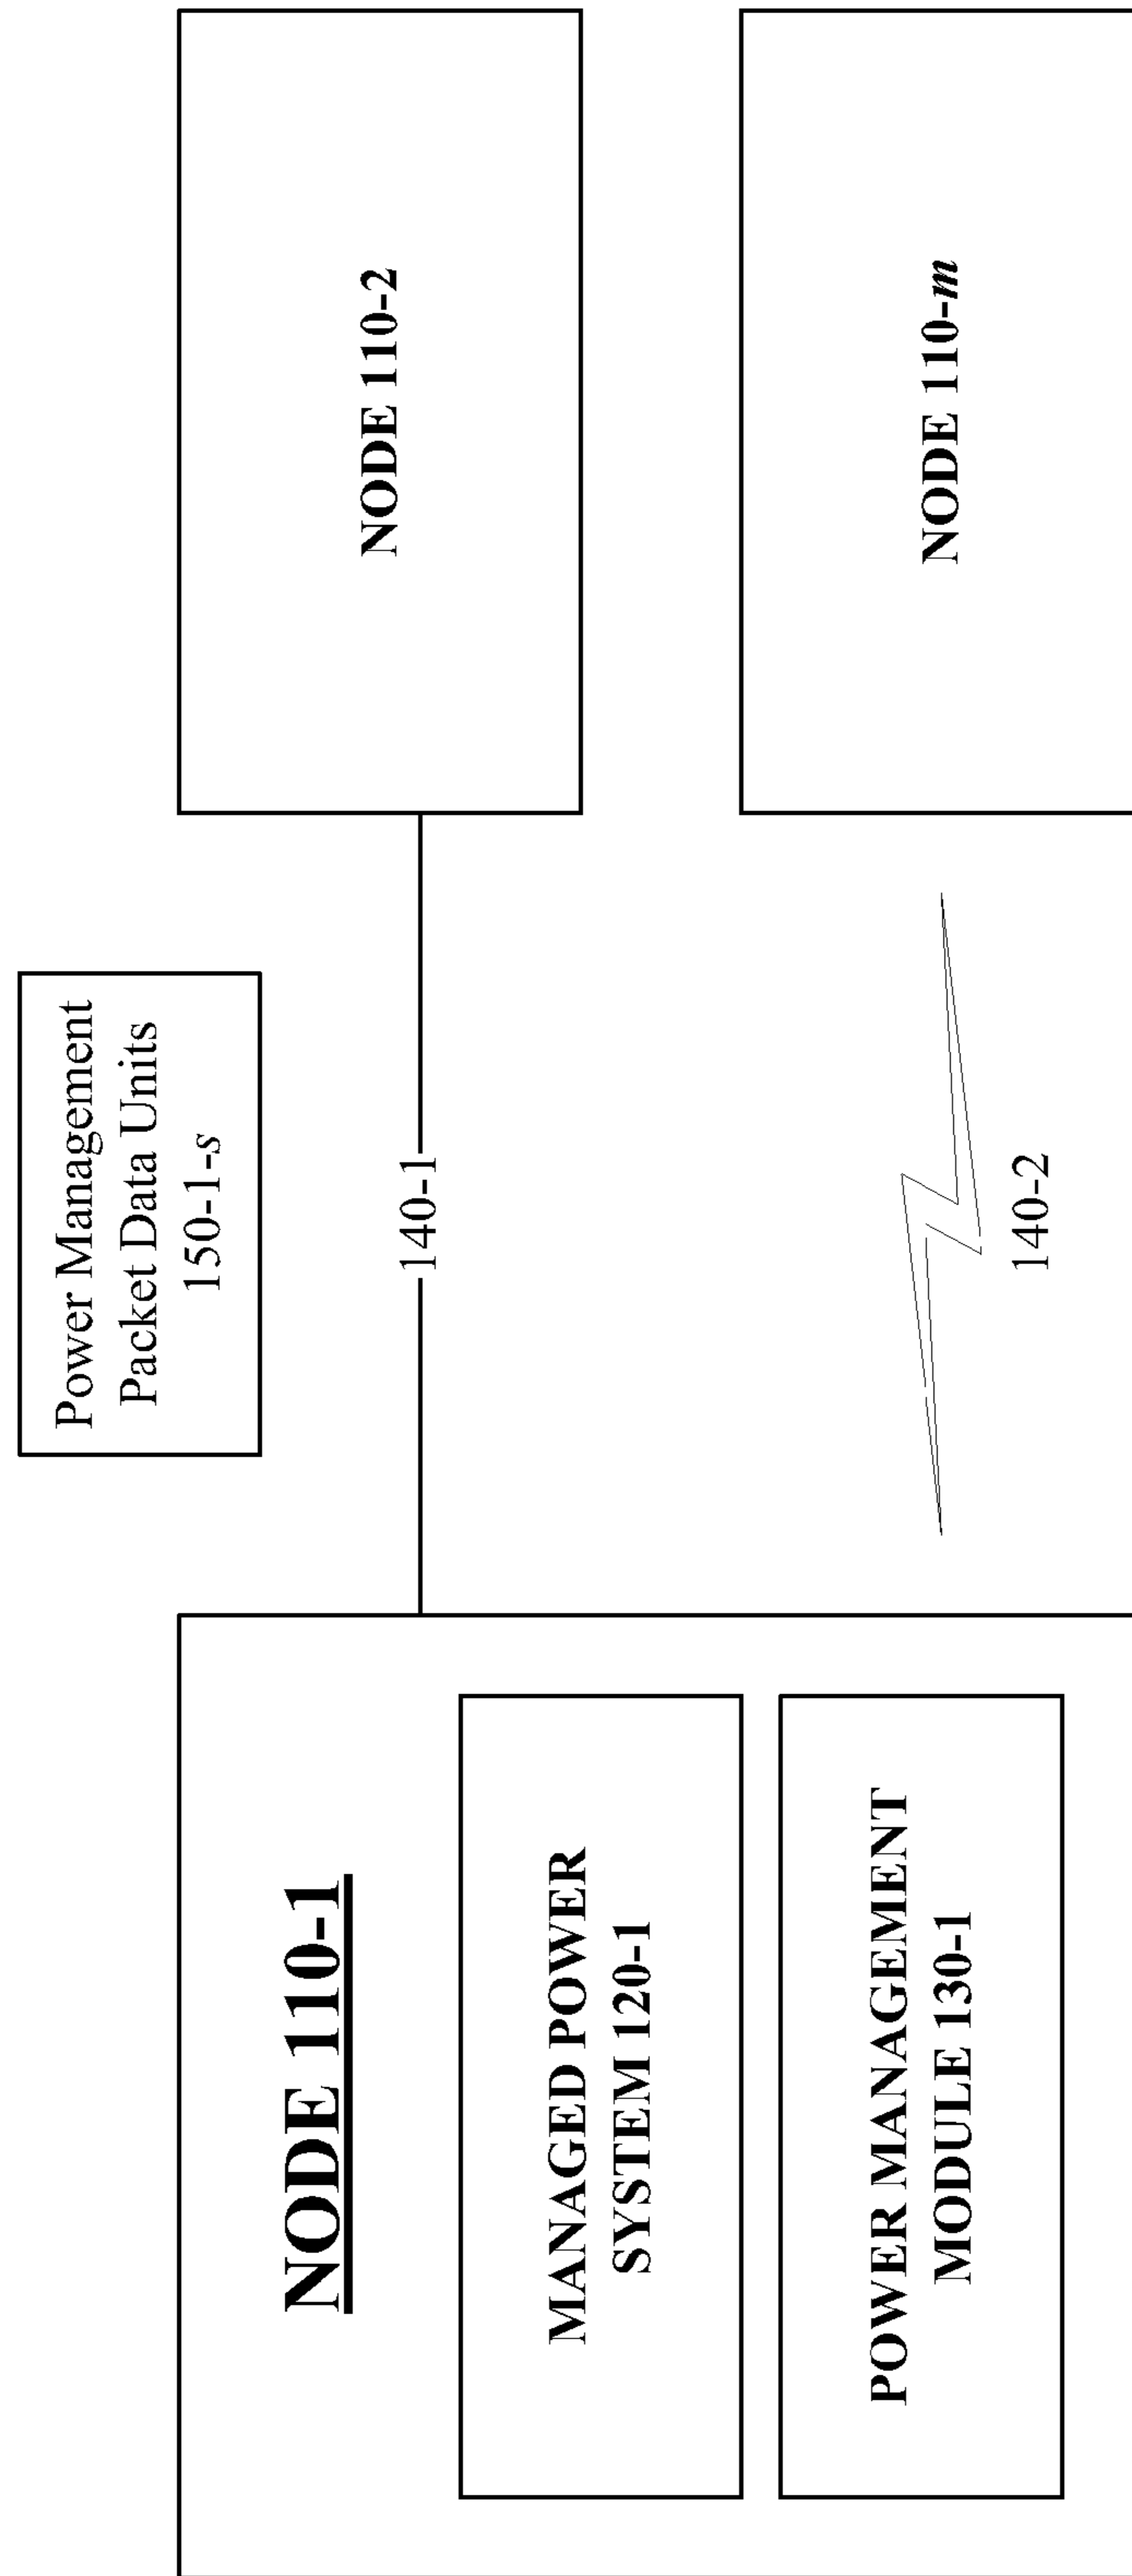 Power Management
Packet Data Units
150-1-s
NODE 110-1
MANAGED POWER
SYSTEM 120-1
POWER MANAGEMENT
MODULE 130-1
140-1
140-2
NODE 110-2
NODE 110-m